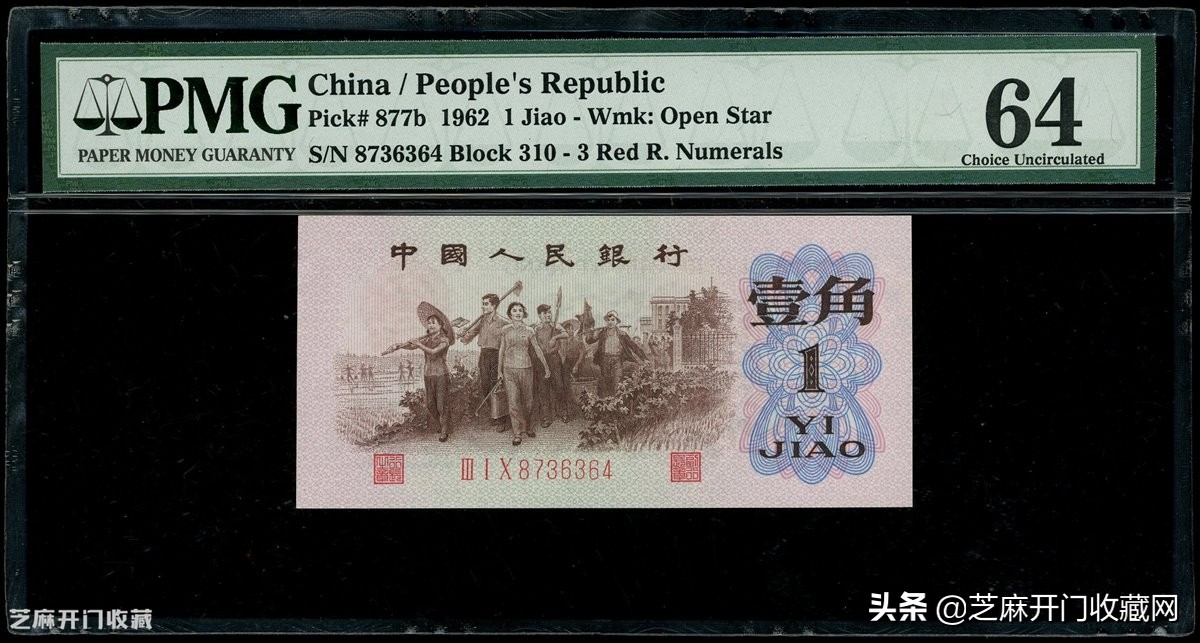 PMG
PAPER MONEY GUARANTY
China / People's Republic
Pick# 877b 1962 1 Jiao - Wmk: Open Star
S/N 8736364 Block 310 - 3 Red R. Numerals
64
Choice Uncirculated
中國人民銀行
壹角
1
YI
JIAO
III I X 8736364
芝麻开门收藏
头条 @芝麻开门收藏网